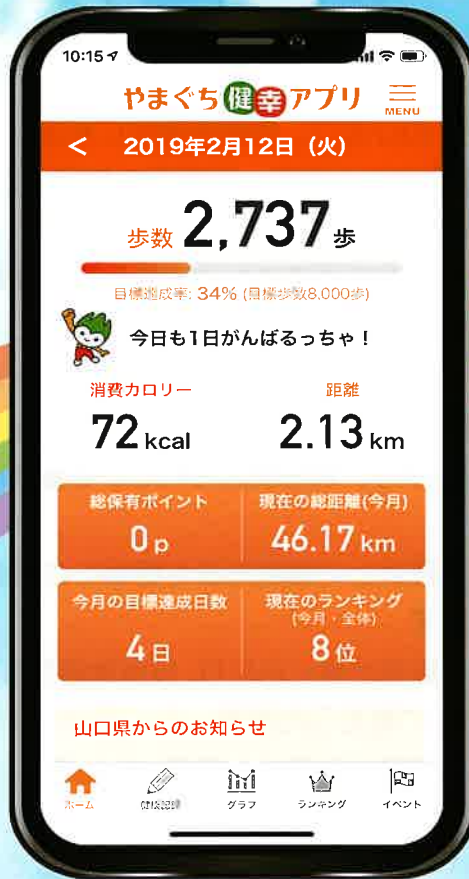 10:15
やまぐち健幸アプリ
MENU
< 2019年2月12日（火）
歩数 2,737歩
目標達成率: 34% (目標歩数8,000歩)
今日も1日がんばるっちゃ！
消費カロリー 距離
72 kcal 2.13 km
総保有ポイント 現在の総距離(今月)
0 p 46.17 km
今月の目標達成日数 現在のランキング
(今月・全体)
4 日 8 位
山口県からのお知らせ
ホーム 健康記録 グラフ ランキング イベント